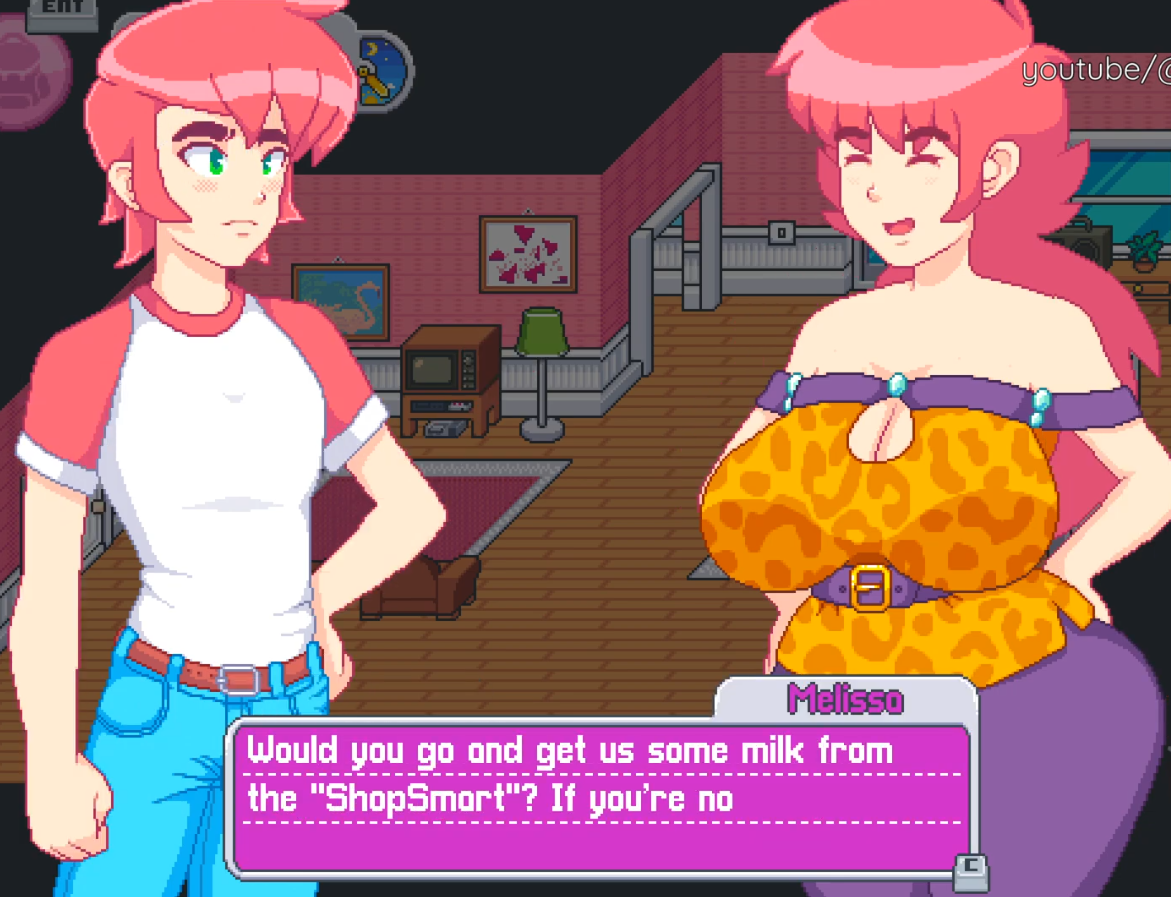 ENT
youtube/@
Melissa
Would you go and get us some milk from
the "ShopSmart"? If you're no
C